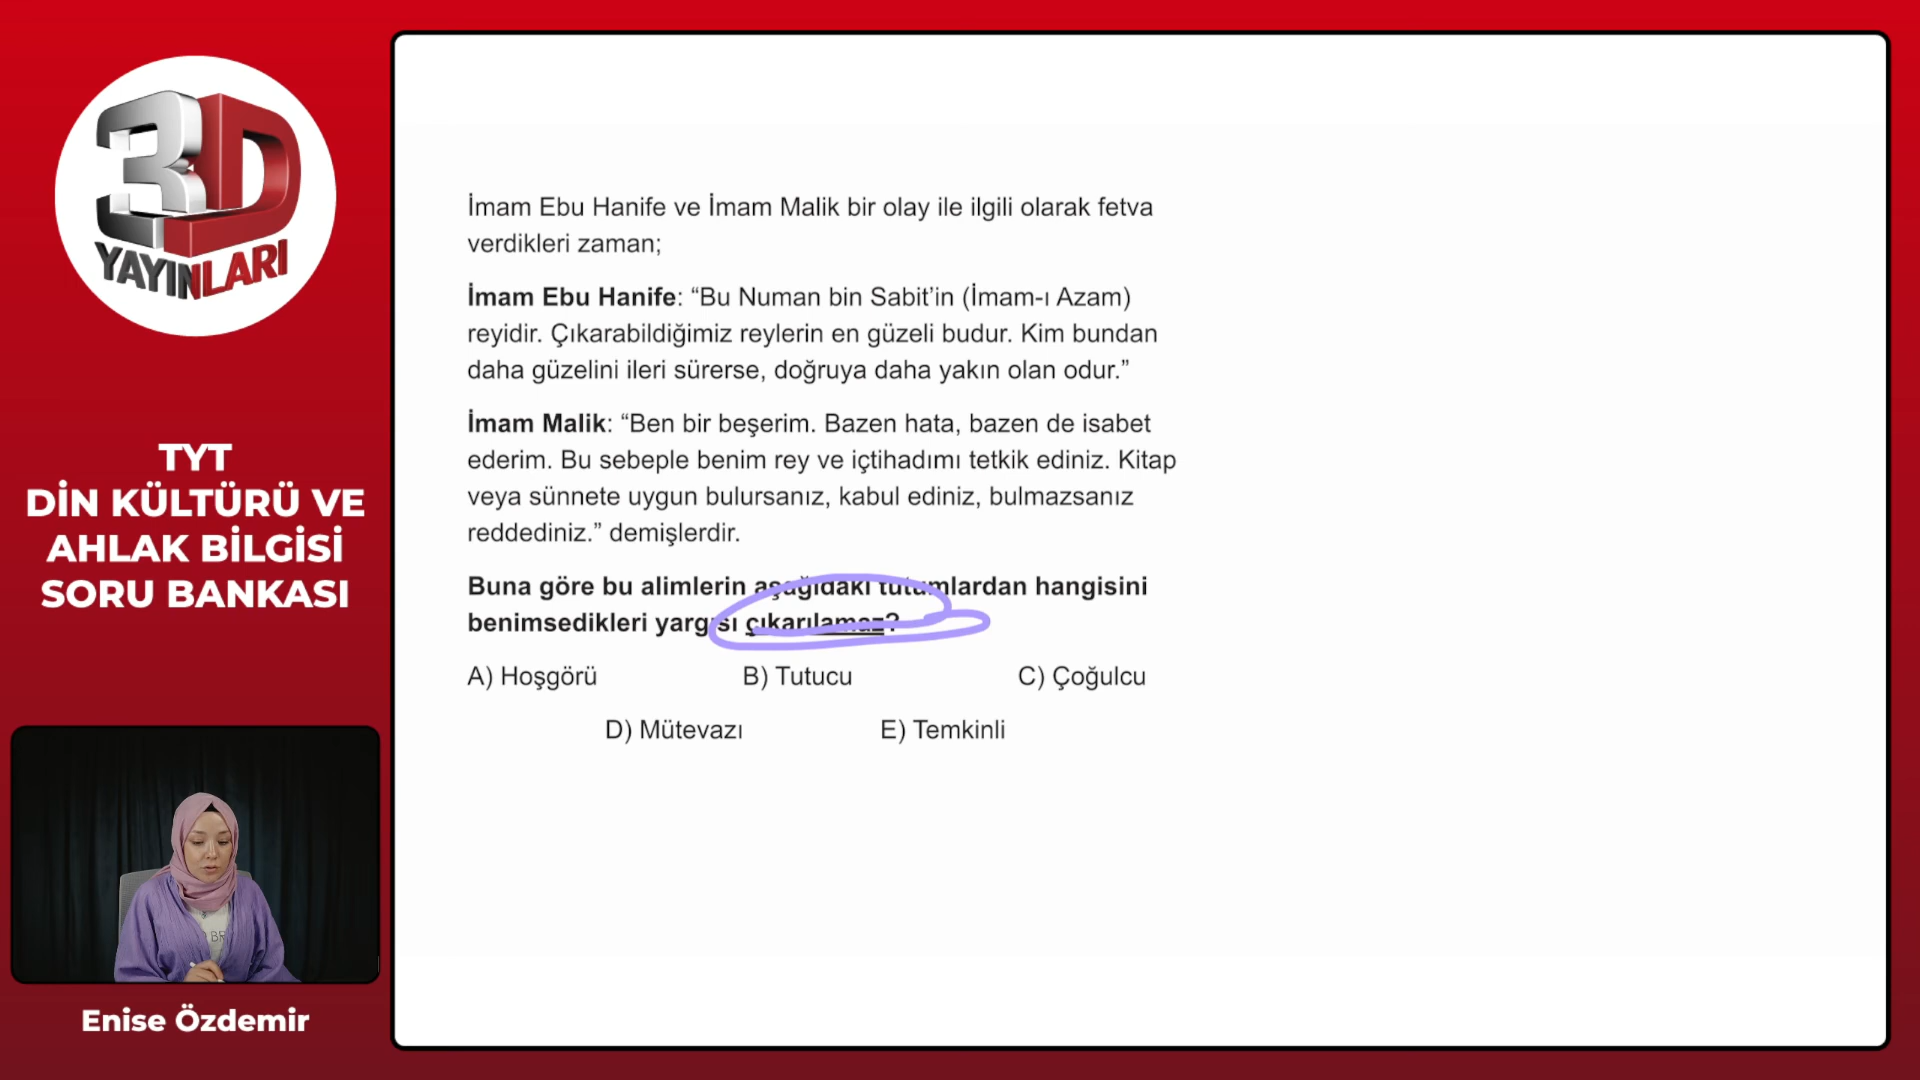 3D
YAYINLARI
TYT
DİN KÜLTÜRÜ VE
AHLAK BİLGİSİ
SORU BANKASI
Enise Özdemir
İmam Ebu Hanife ve İmam Malik bir olay ile ilgili olarak fetva
verdikleri zaman;
İmam Ebu Hanife: “Bu Numan bin Sabit’in (İmam-ı Azam)
reyidir. Çıkarabildiğimiz reylerin en güzeli budur. Kim bundan
daha güzelini ileri sürerse, doğruya daha yakın olan odur.”
İmam Malik: “Ben bir beşerim. Bazen hata, bazen de isabet
ederim. Bu sebeple benim rey ve içtihadımı tetkik ediniz. Kitap
veya sünnete uygun bulursanız, kabul ediniz, bulmazsanız
reddediniz.” demişlerdir.
Buna göre bu alimlerin aşağıdaki tutumlardan hangisini
benimsedikleri yargısı çıkarılamaz?
A) Hoşgörü B) Tutucu C) Çoğulcu
D) Mütevazı E) Temkinli